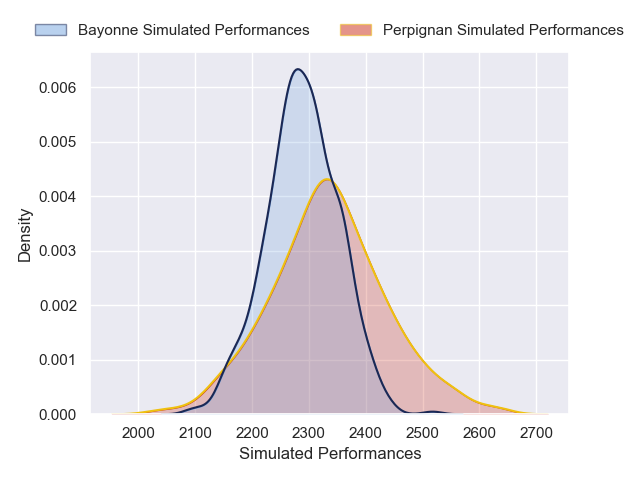 Bayonne Simulated Performances
Perpignan Simulated Performances
0.006
0.005
0.004
0.003
0.002
0.001
0.000
Density
2000 2100 2200 2300 2400 2500 2600 2700
Simulated Performances